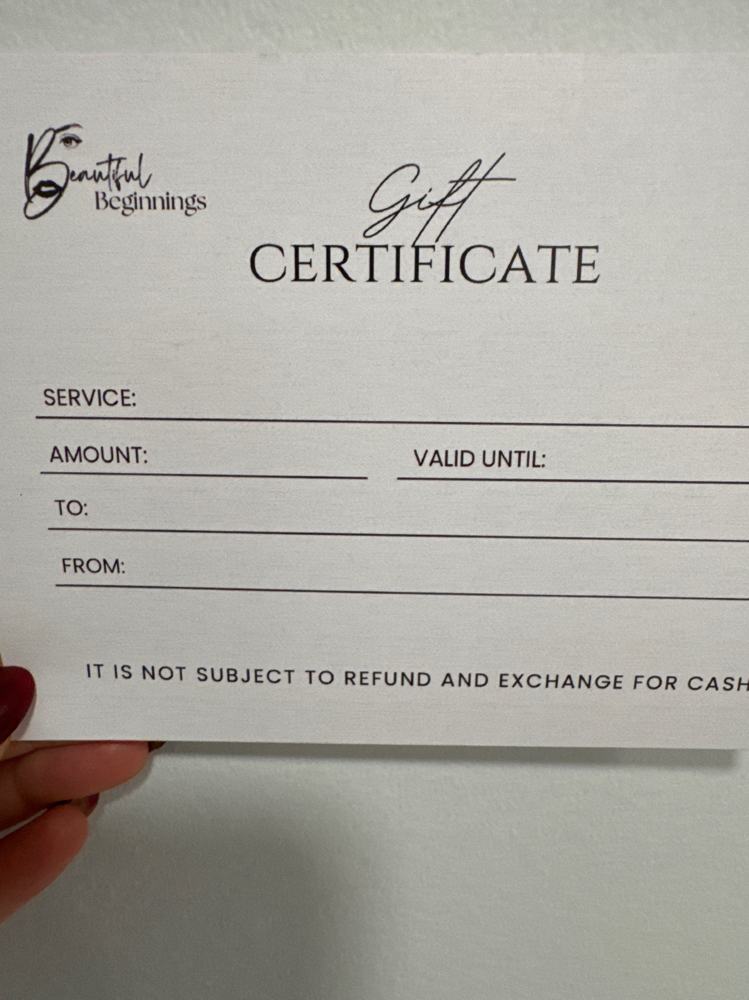 Beautiful
Beginnings
Gift
CERTIFICATE
SERVICE:
AMOUNT: VALID UNTIL:
TO:
FROM:
IT IS NOT SUBJECT TO REFUND AND EXCHANGE FOR CASH